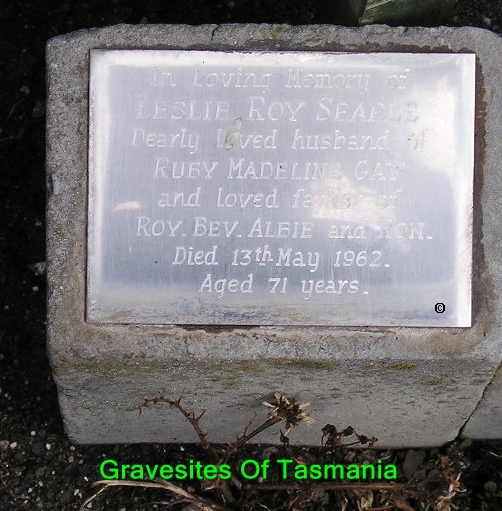 In Loving Memory of
LESLIE ROY SEABLE
Dearly loved husband of
RUBY MADELINE GAY
and loved father of
ROY. BEV. ALBIE and RON.
Died 13th May 1962.
Aged 71 years.
©
Gravesites Of Tasmania